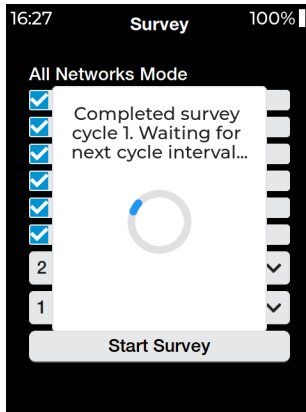 16:27 Survey 100%
All Networks Mode
Completed survey
cycle 1. Waiting for
next cycle interval...
2
1
Start Survey